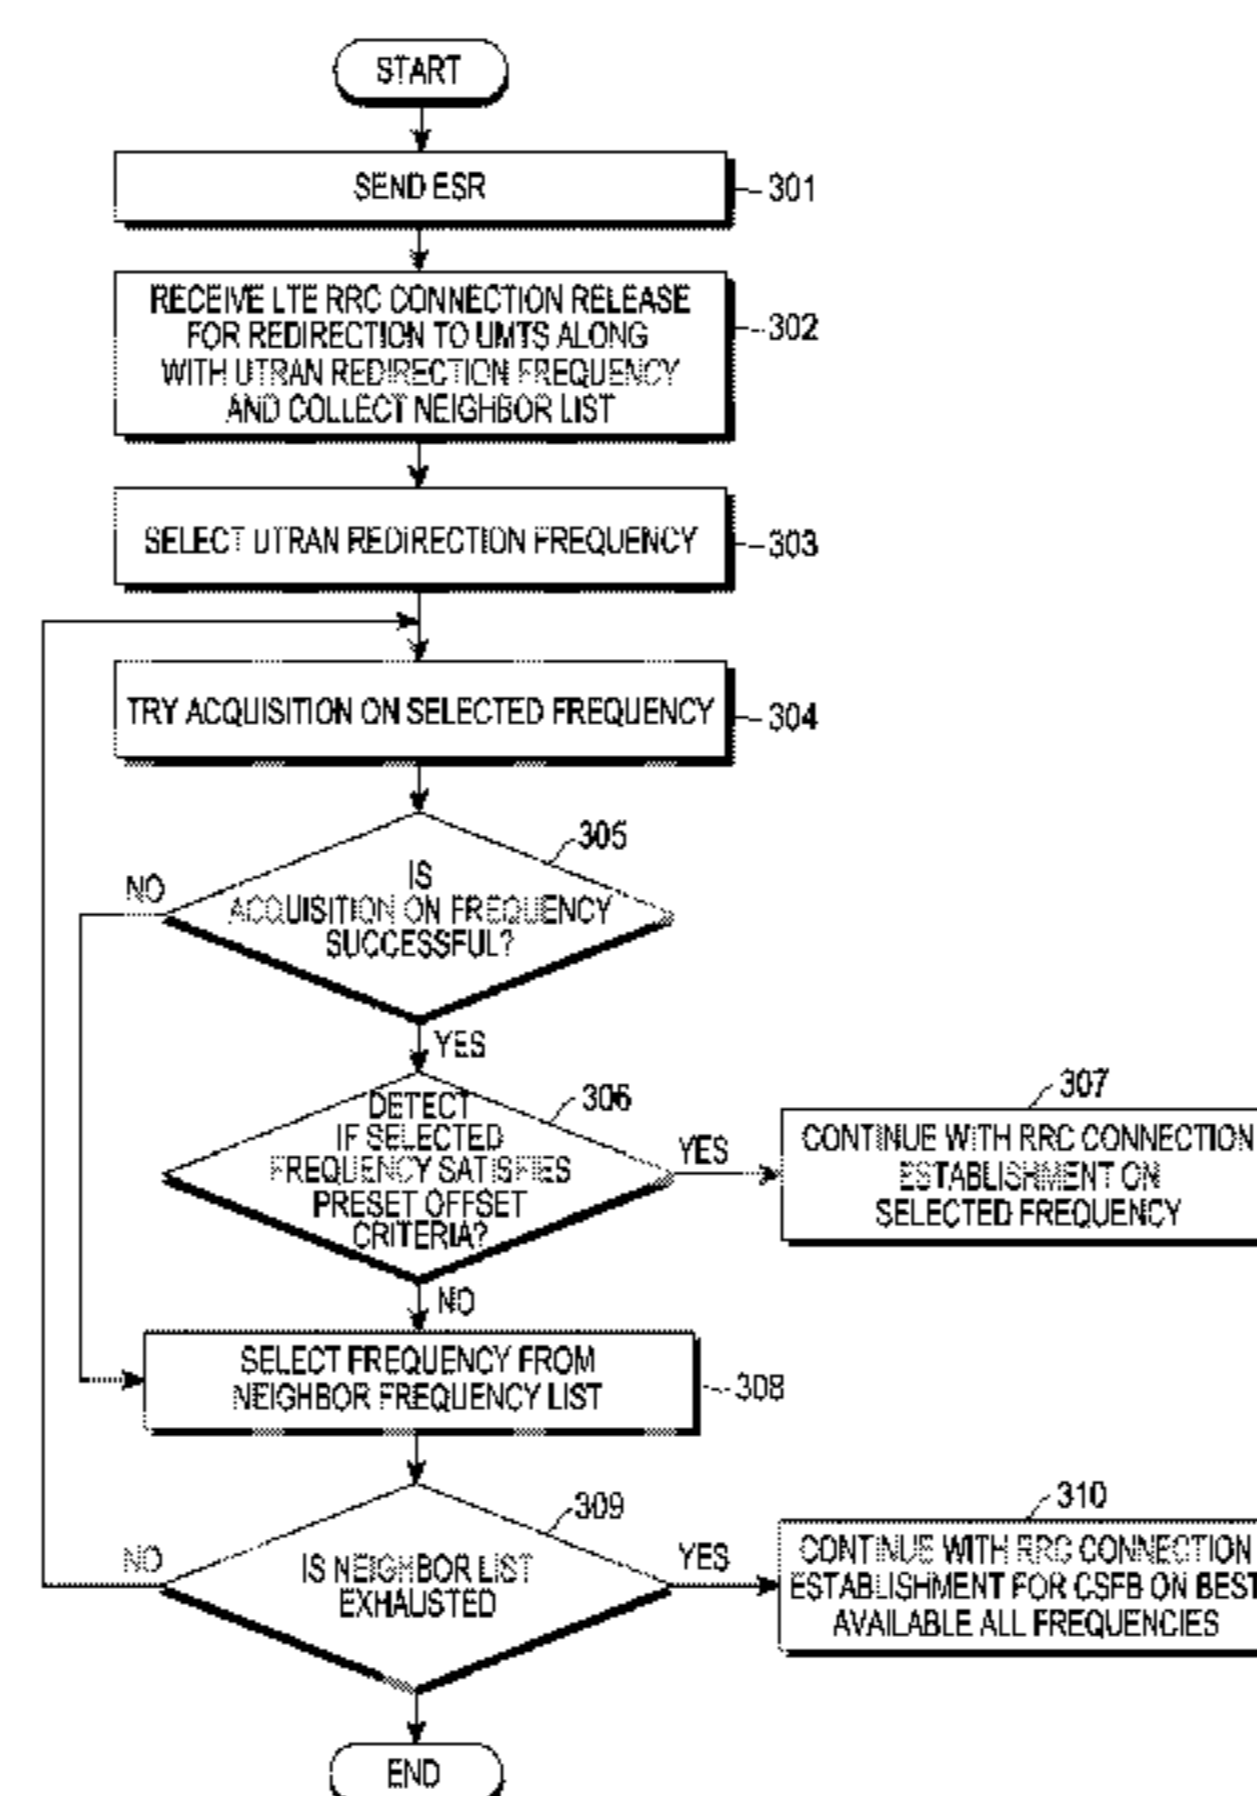 START
SEND ESR
301
RECEIVE LTE RRC CONNECTION RELEASE
FOR REDIRECTION TO UMTS ALONG
WITH UTRAN REDIRECTION FREQUENCY
AND COLLECT NEIGHBOR LIST
302
SELECT UTRAN REDIRECTION FREQUENCY
303
TRY ACQUISITION ON SELECTED FREQUENCY
304
305
IS
ACQUISITION ON FREQUENCY
SUCCESSFUL?
NO
YES
306
DETECT
IF SELECTED
FREQUENCY SATISFIES
PRESET OFFSET
CRITERIA?
YES
307
CONTINUE WITH RRC CONNECTION
ESTABLISHMENT ON
SELECTED FREQUENCY
NO
SELECT FREQUENCY FROM
NEIGHBOR FREQUENCY LIST
308
309
IS NEIGHBOR LIST
EXHAUSTED
NO
YES
310
CONTINUE WITH RRC CONNECTION
ESTABLISHMENT FOR CSFB ON BEST
AVAILABLE ALL FREQUENCIES
END